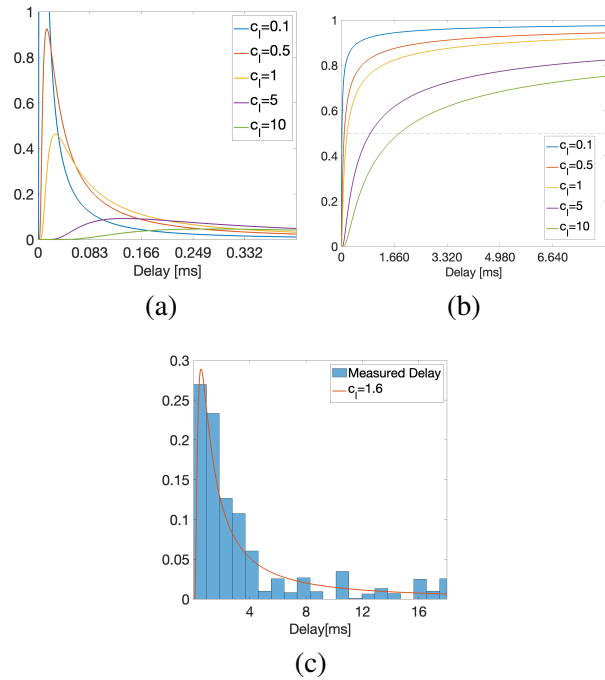 1
0.8
0.6
0.4
0.2
0
0
0.083
0.166
0.249
0.332
Delay [ms]
c_l=0.1
c_l=0.5
c_l=1
c_l=5
c_l=10
(a)
1
0.8
0.6
0.4
0.2
0
0
1.660
3.320
4.980
6.640
Delay [ms]
c_l=0.1
c_l=0.5
c_l=1
c_l=5
c_l=10
(b)
0.3
0.25
0.2
0.15
0.1
0.05
0
4
8
12
16
Delay[ms]
Measured Delay
c_l=1.6
(c)